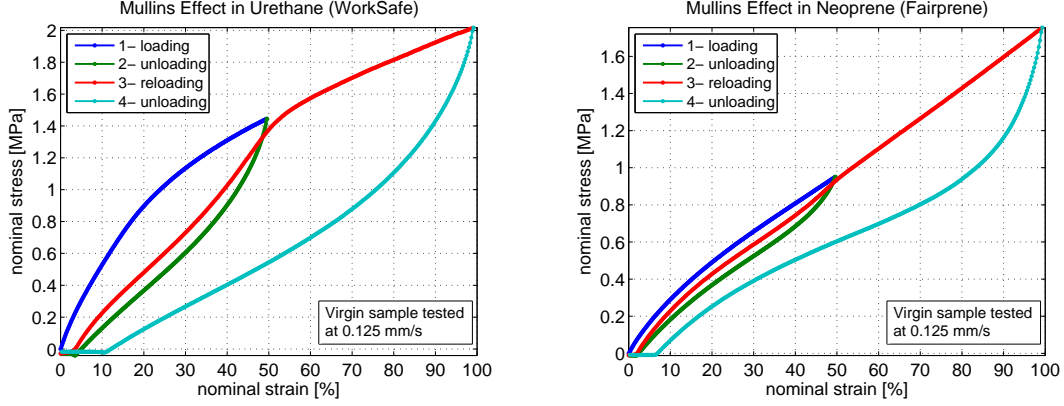 Mullins Effect in Urethane (WorkSafe)
2
1.8
1.6
1.4
1.2
1
0.8
0.6
0.4
0.2
0
nominal stress [MPa]
1− loading
2− unloading
3− reloading
4− unloading
Virgin sample tested
at 0.125 mm/s
0 10 20 30 40 50 60 70 80 90 100
nominal strain [%]
Mullins Effect in Neoprene (Fairprene)
1.6
1.4
1.2
1
0.8
0.6
0.4
0.2
0
nominal stress [MPa]
1− loading
2− unloading
3− reloading
4− unloading
Virgin sample tested
at 0.125 mm/s
0 10 20 30 40 50 60 70 80 90 100
nominal strain [%]